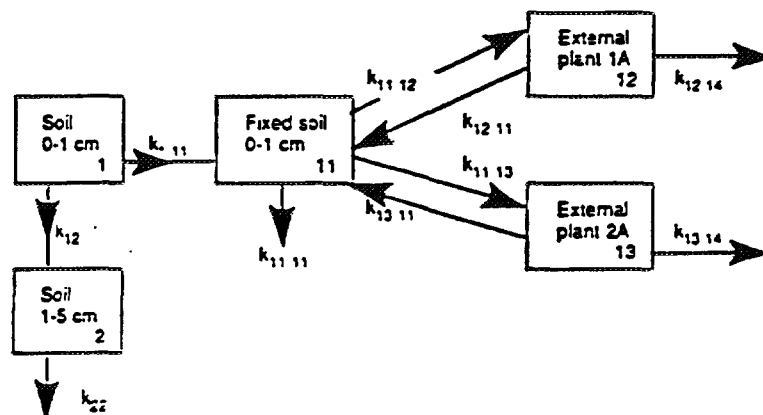 External
plant 1A
12
k11 12
k12 14
Soil
0-1 cm
1
k 11
Fixed soil
0-1 cm
11
k12 11
k11 13
k12
k13 11
k11 11
External
plant 2A
13
k13 14
Soil
1-5 cm
2
k22